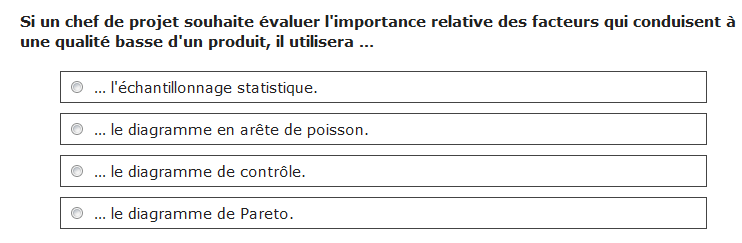 Si un chef de projet souhaite évaluer l'importance relative des facteurs qui conduisent à
une qualité basse d'un produit, il utilisera ...
... l'échantillonnage statistique.
... le diagramme en arête de poisson.
... le diagramme de contrôle.
... le diagramme de Pareto.